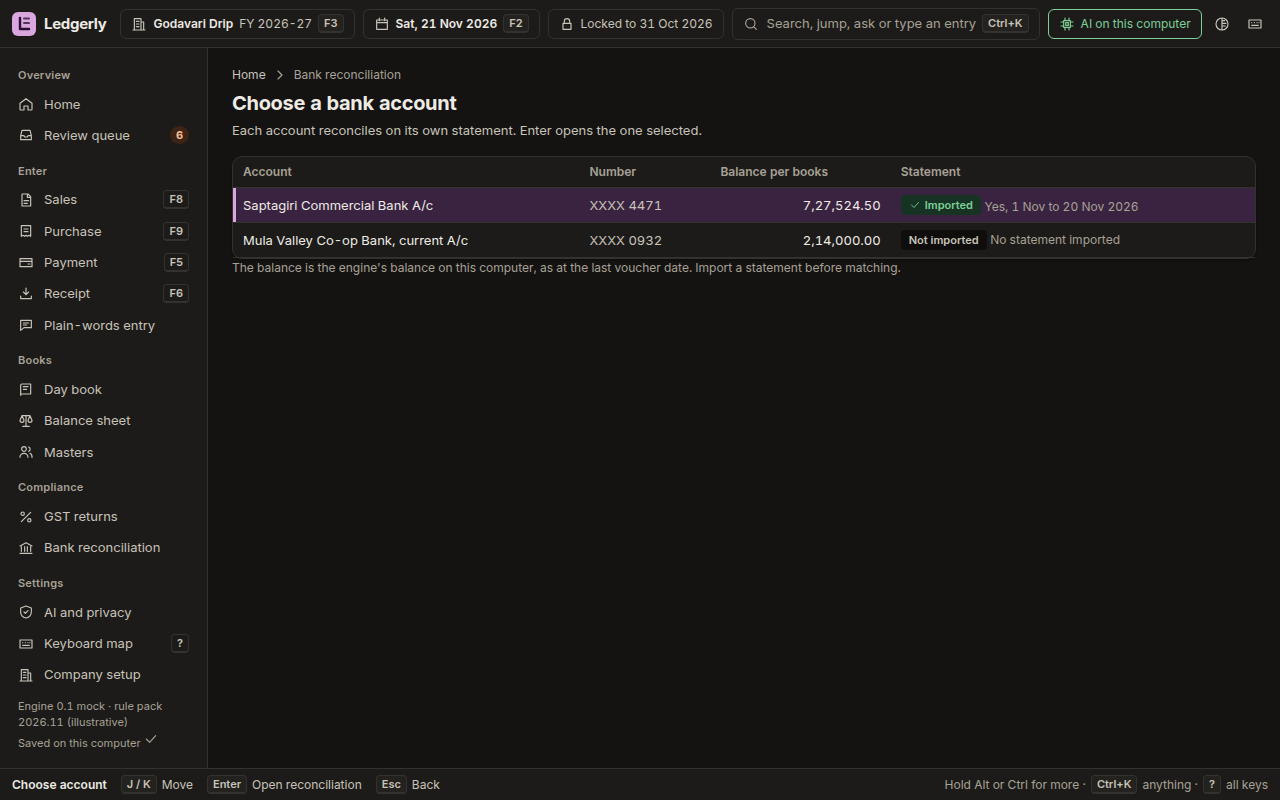 Ledgerly
Godavari Drip FY 2026-27 F3
Sat, 21 Nov 2026 F2
Locked to 31 Oct 2026
Search, jump, ask or type an entry Ctrl+K
AI on this computer
Overview
Home
Review queue 6
Enter
Sales F8
Purchase F9
Payment F5
Receipt F6
Plain-words entry
Books
Day book
Balance sheet
Masters
Compliance
GST returns
Bank reconciliation
Settings
AI and privacy
Keyboard map ?
Company setup
Engine 0.1 mock · rule pack
2026.11 (illustrative)
Saved on this computer
Home > Bank reconciliation
Choose a bank account
Each account reconciles on its own statement. Enter opens the one selected.
Account Number Balance per books Statement
Saptagiri Commercial Bank A/c XXXX 4471 7,27,524.50 Imported Yes, 1 Nov to 20 Nov 2026
Mula Valley Co-op Bank, current A/c XXXX 0932 2,14,000.00 Not imported No statement imported
The balance is the engine's balance on this computer, as at the last voucher date. Import a statement before matching.
Choose account J / K Move Enter Open reconciliation Esc Back
Hold Alt or Ctrl for more · Ctrl+K anything · ? all keys